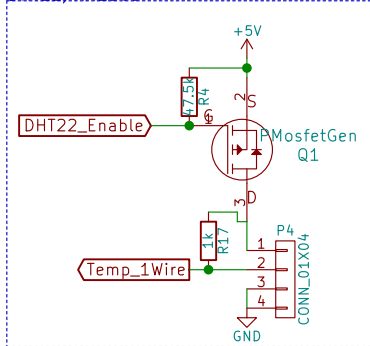 +5V
47.5k
R4
2
S
DHT22_Enable
G
PMosfetGen
Q1
3
D
1k
R17
P4
1
Temp_1Wire
2
3
4
CONN_01X04
GND